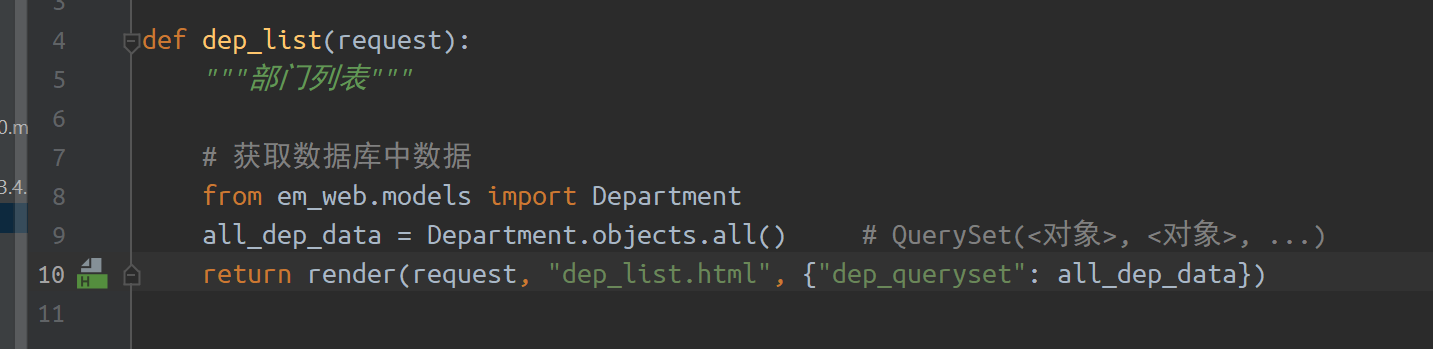 3
4 def dep_list(request):
5 """部门列表"""
6
0.m
7 # 获取数据库中数据
3.4.
8 from em_web.models import Department
9 all_dep_data = Department.objects.all() # QuerySet(<对象>, <对象>, ...)
10 H return render(request, "dep_list.html", {"dep_queryset": all_dep_data})
11